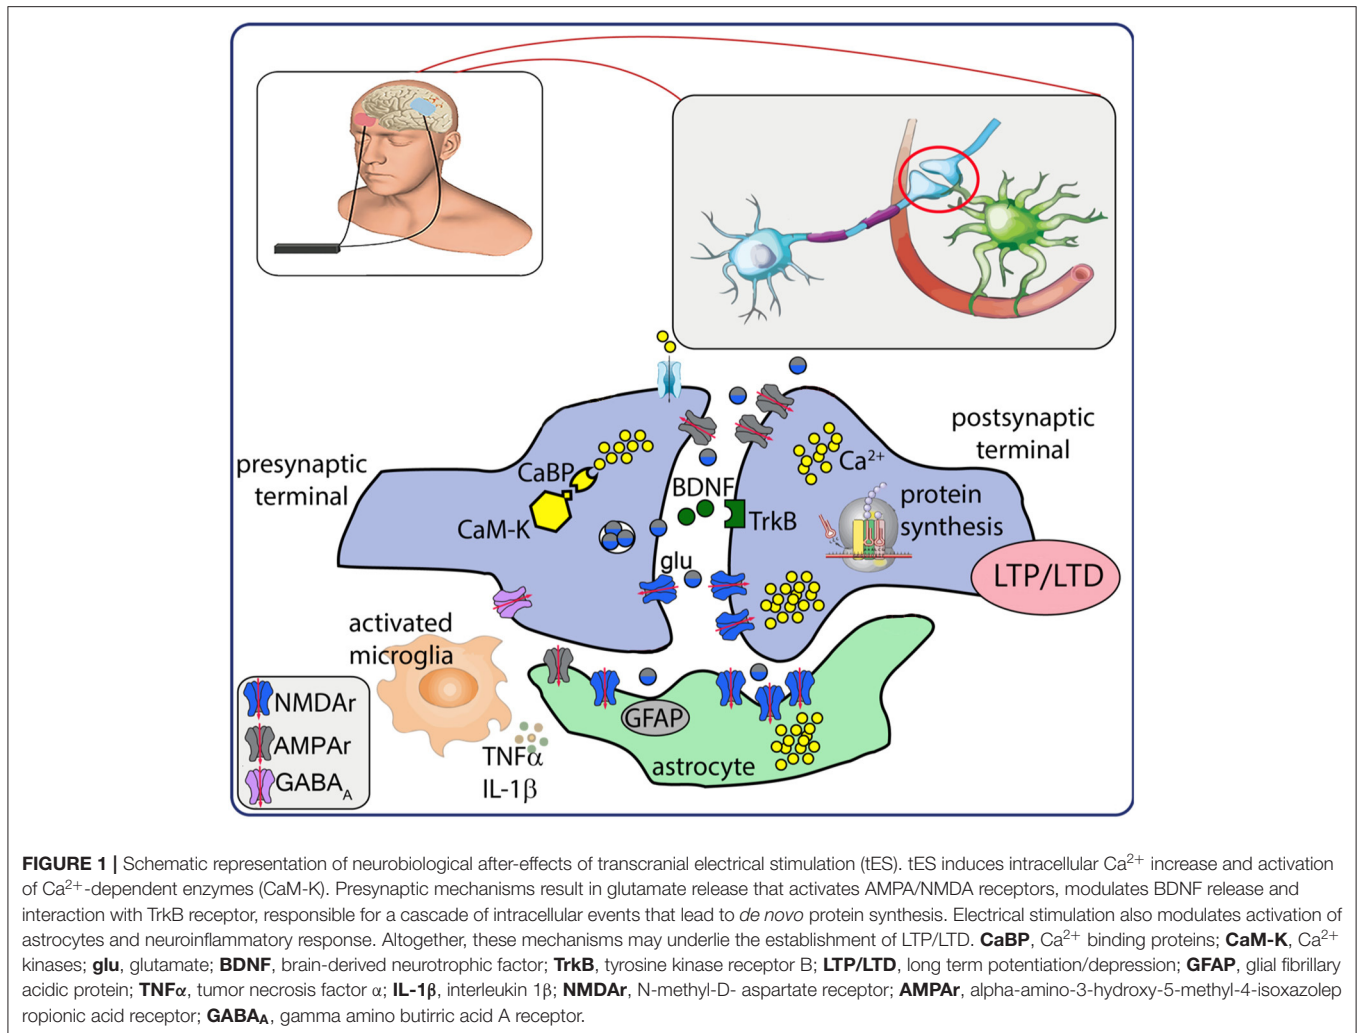 presynaptic
terminal
postsynaptic
terminal
CaBP
CaM-K
Ca²⁺
BDNF
TrkB
protein
synthesis
glu
LTP/LTD
activated
microglia
NMDAr
AMPAr
GABA_A
GFAP
astrocyte
TNFα
IL-1β
FIGURE 1 | Schematic representation of neurobiological after-effects of transcranial electrical stimulation (tES). tES induces intracellular Ca²⁺ increase and activation
of Ca²⁺-dependent enzymes (CaM-K). Presynaptic mechanisms result in glutamate release that activates AMPA/NMDA receptors, modulates BDNF release and
interaction with TrkB receptor, responsible for a cascade of intracellular events that lead to de novo protein synthesis. Electrical stimulation also modulates activation of
astrocytes and neuroinflammatory response. Altogether, these mechanisms may underlie the establishment of LTP/LTD. CaBP, Ca²⁺ binding proteins; CaM-K, Ca²⁺
kinases; glu, glutamate; BDNF, brain-derived neurotrophic factor; TrkB, tyrosine kinase receptor B; LTP/LTD, long term potentiation/depression; GFAP, glial fibrillary
acidic protein; TNFα, tumor necrosis factor α; IL-1β, interleukin 1β; NMDAr, N-methyl-D- aspartate receptor; AMPAr, alpha-amino-3-hydroxy-5-methyl-4-isoxazolep
ropionic acid receptor; GABA_A, gamma amino butirric acid A receptor.